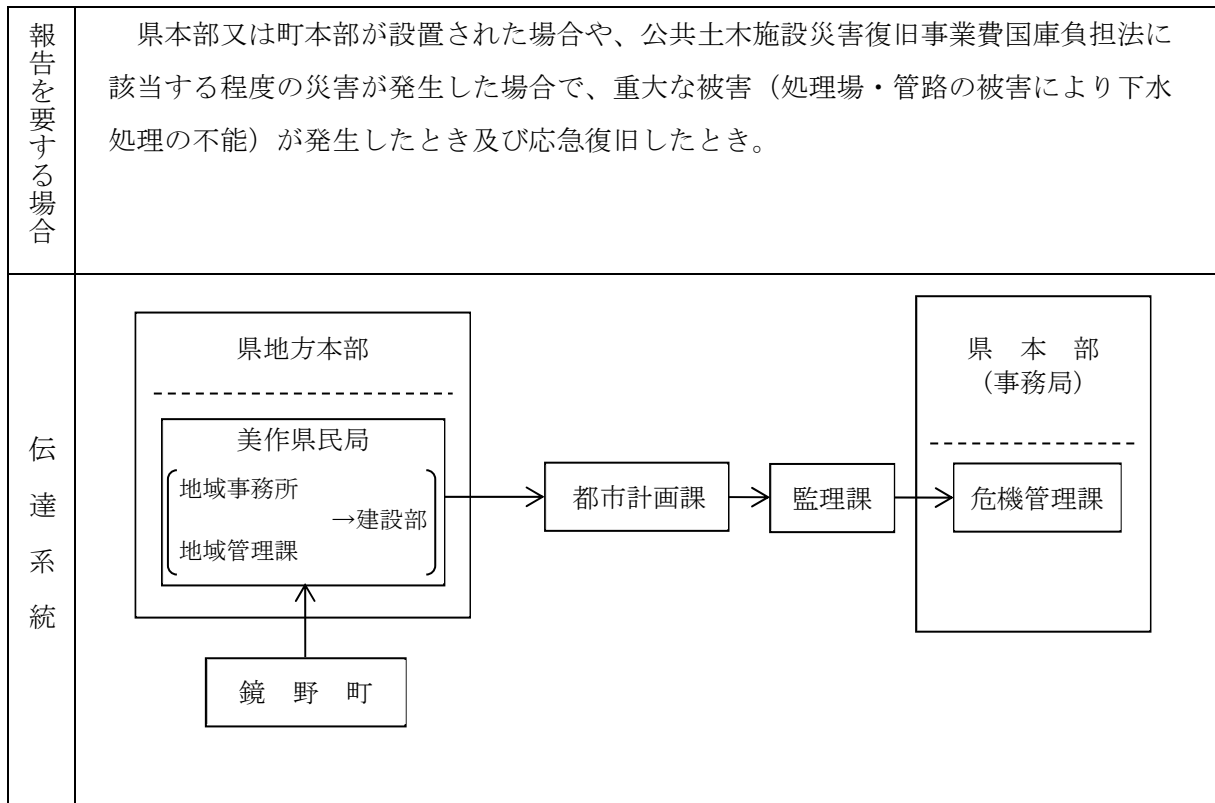 報告を要する場合
県本部又は町本部が設置された場合や、公共土木施設災害復旧事業費国庫負担法に
該当する程度の災害が発生した場合で、重大な被害（処理場・管路の被害により下水
処理の不能）が発生したとき及び応急復旧したとき。
伝達系統
県地方本部
美作県民局
地域事務所
→建設部
地域管理課
鏡 野 町
都市計画課
監理課
県 本 部
（事務局）
危機管理課